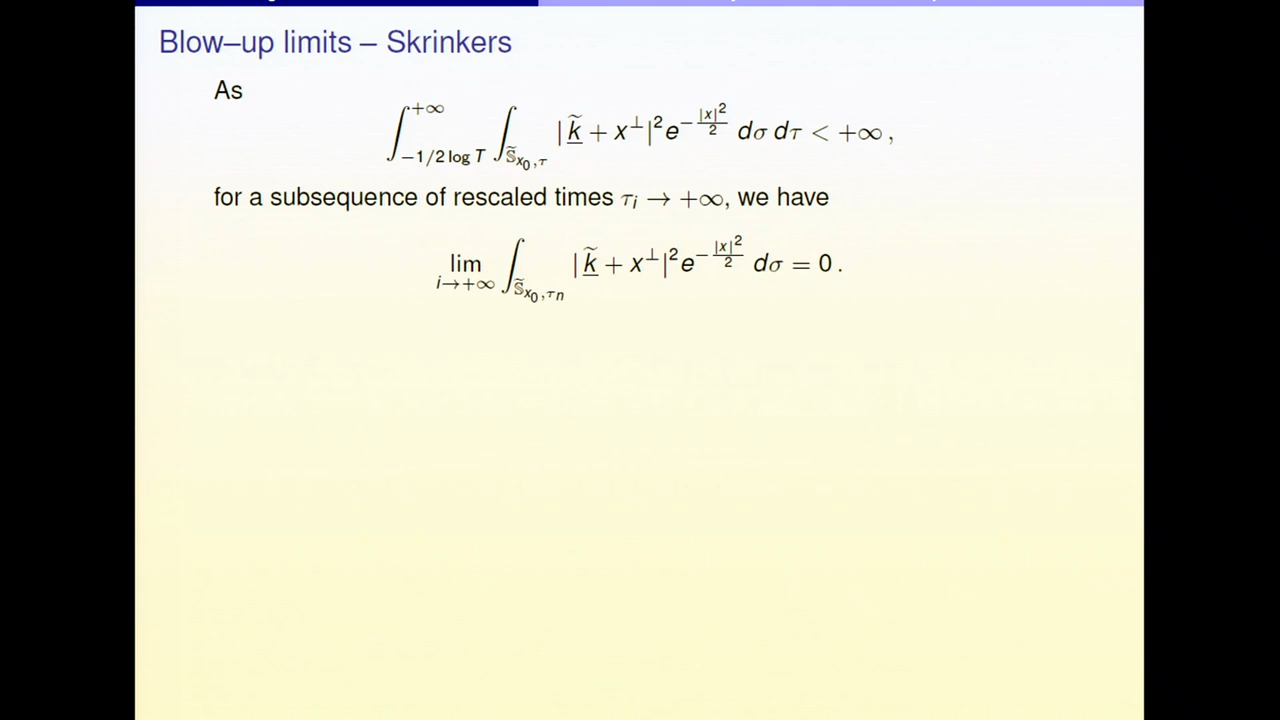 Blow–up limits – Skrinkers
As
∫_{−1/2 log T}^{+∞} ∫_{𝕊̃_{x₀,τ}} |k̲̃ + x^⊥|² e^{−|x|²/2} dσ dτ < +∞ ,
for a subsequence of rescaled times τ_i → +∞, we have
lim_{i→+∞} ∫_{𝕊̃_{x₀,τn}} |k̲̃ + x^⊥|² e^{−|x|²/2} dσ = 0 .